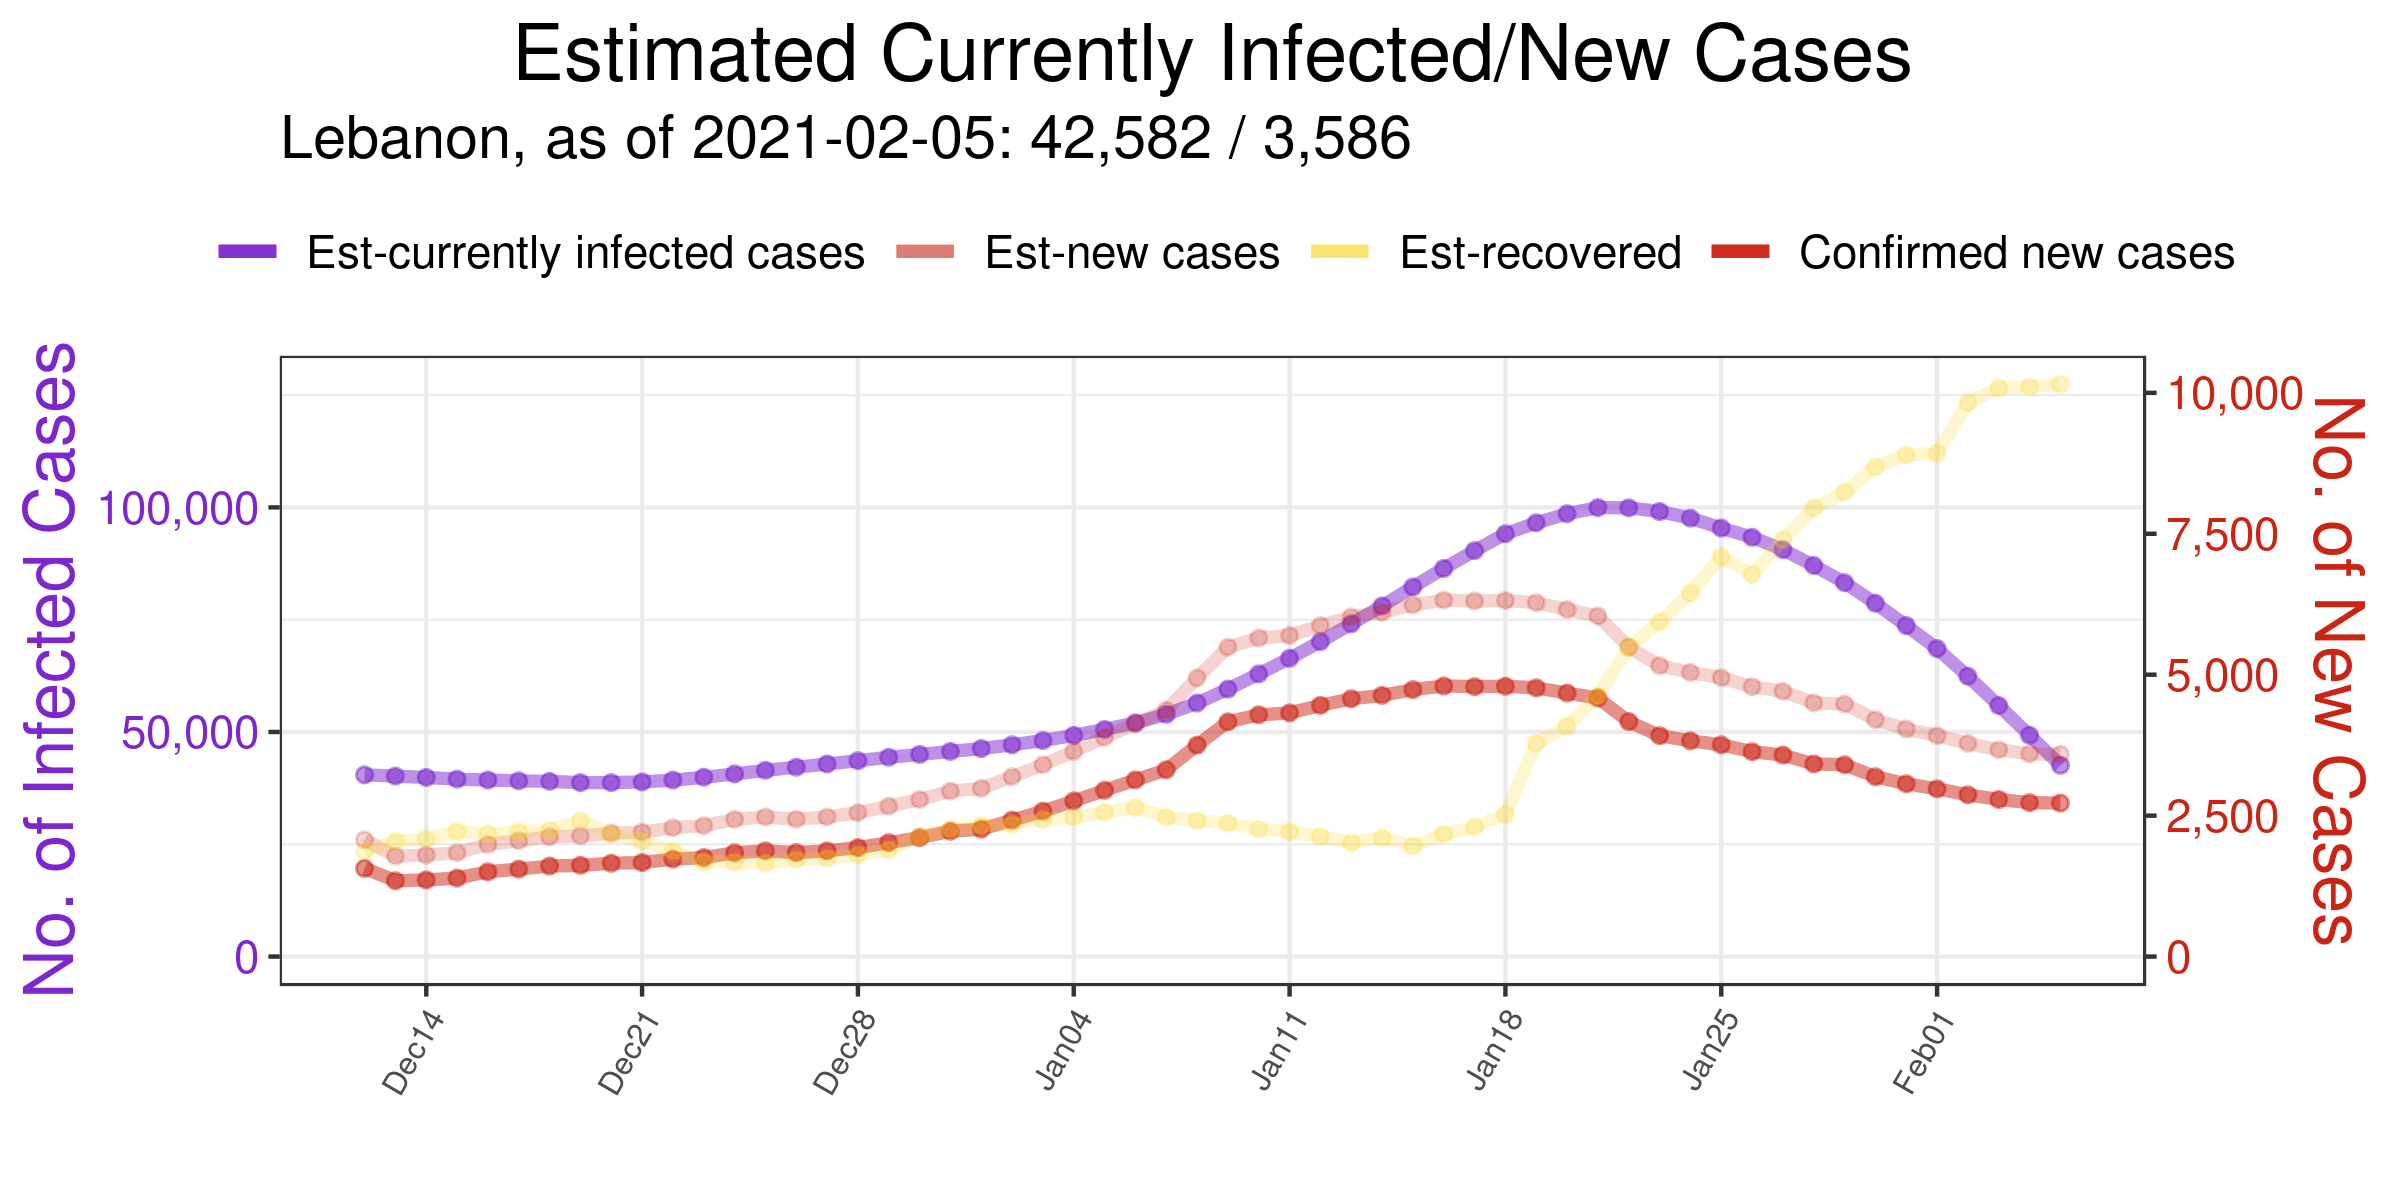 Estimated Currently Infected/New Cases
Lebanon, as of 2021-02-05: 42,582 / 3,586
Est-currently infected cases Est-new cases Est-recovered Confirmed new cases
No. of Infected Cases
100,000
50,000
0
10,000
7,500
5,000
2,500
0
No. of New Cases
Dec14 Dec21 Dec28 Jan04 Jan11 Jan18 Jan25 Feb01